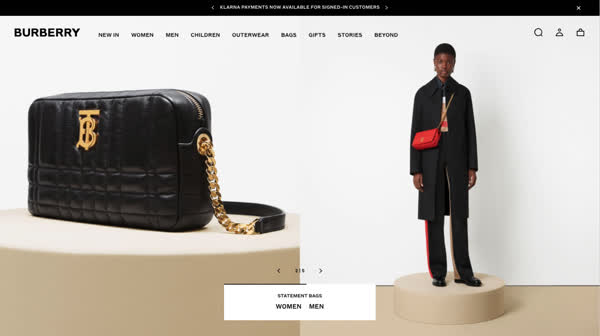 KLARNA PAYMENTS NOW AVAILABLE FOR SIGNED-IN CUSTOMERS
BURBERRY NEW IN WOMEN MEN CHILDREN OUTERWEAR BAGS GIFTS STORIES BEYOND
2 | 5
STATEMENT BAGS
WOMEN MEN